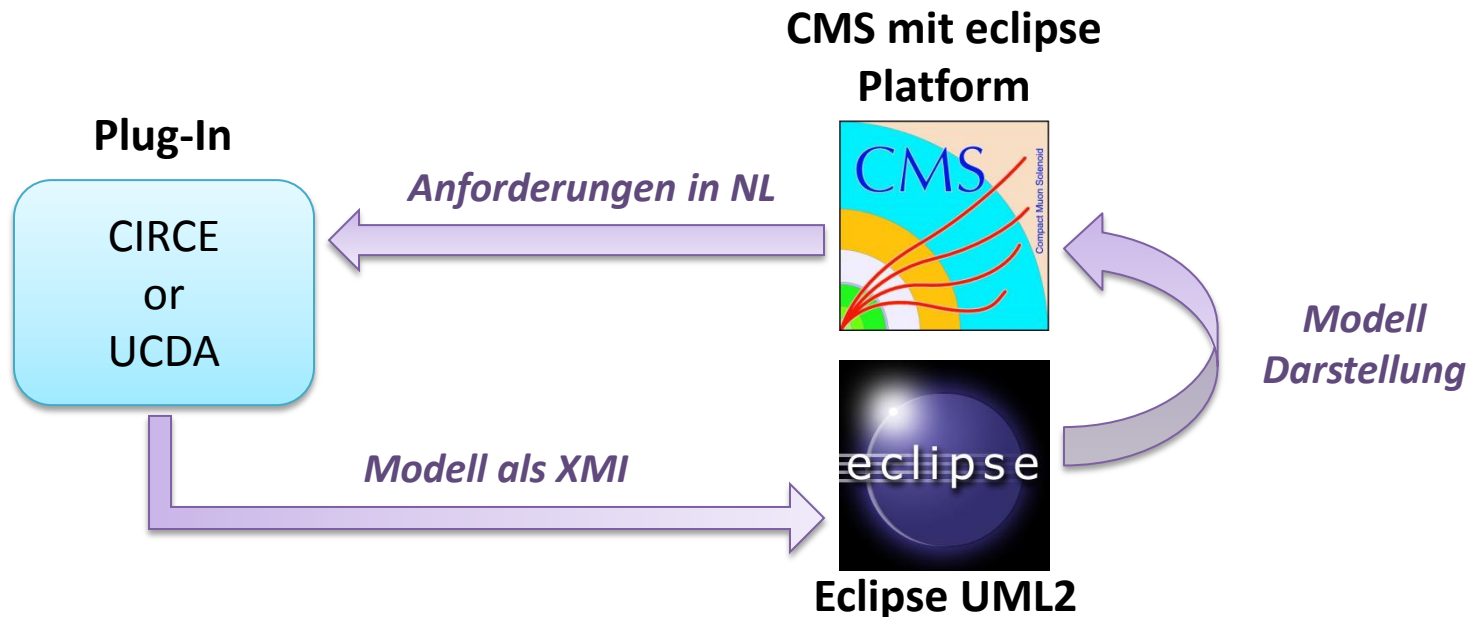 CMS mit eclipse
Platform
Plug-In
CIRCE
or
UCDA
Anforderungen in NL
CMS
Compact Muon Solenoid
Modell
Darstellung
Modell als XMI
eclipse
Eclipse UML2